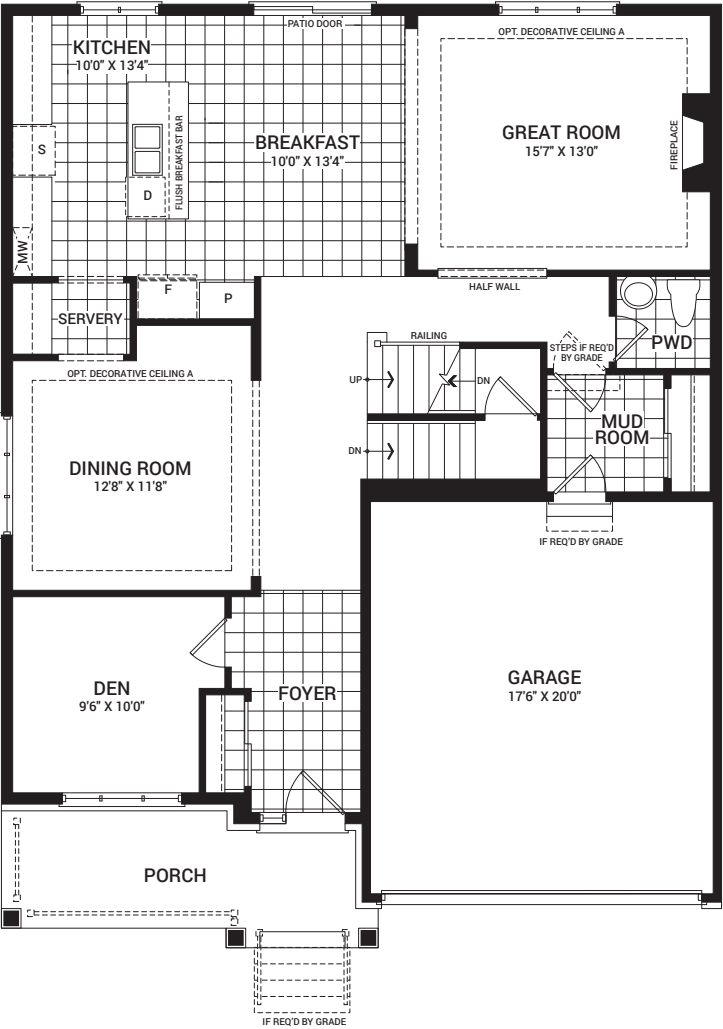 PATIO DOOR
OPT. DECORATIVE CEILING A
KITCHEN
10'0" X 13'4"
BREAKFAST
10'0" X 13'4"
GREAT ROOM
15'7" X 13'0"
FIREPLACE
S
FLUSH BREAKFAST BAR
D
MW
F
P
HALF WALL
SERVERY
RAILING
STEPS IF REQ'D
BY GRADE
PWD
OPT. DECORATIVE CEILING A
UP
DN
DN
MUD
ROOM
DINING ROOM
12'8" X 11'8"
IF REQ'D BY GRADE
DEN
9'6" X 10'0"
FOYER
GARAGE
17'6" X 20'0"
PORCH
IF REQ'D BY GRADE